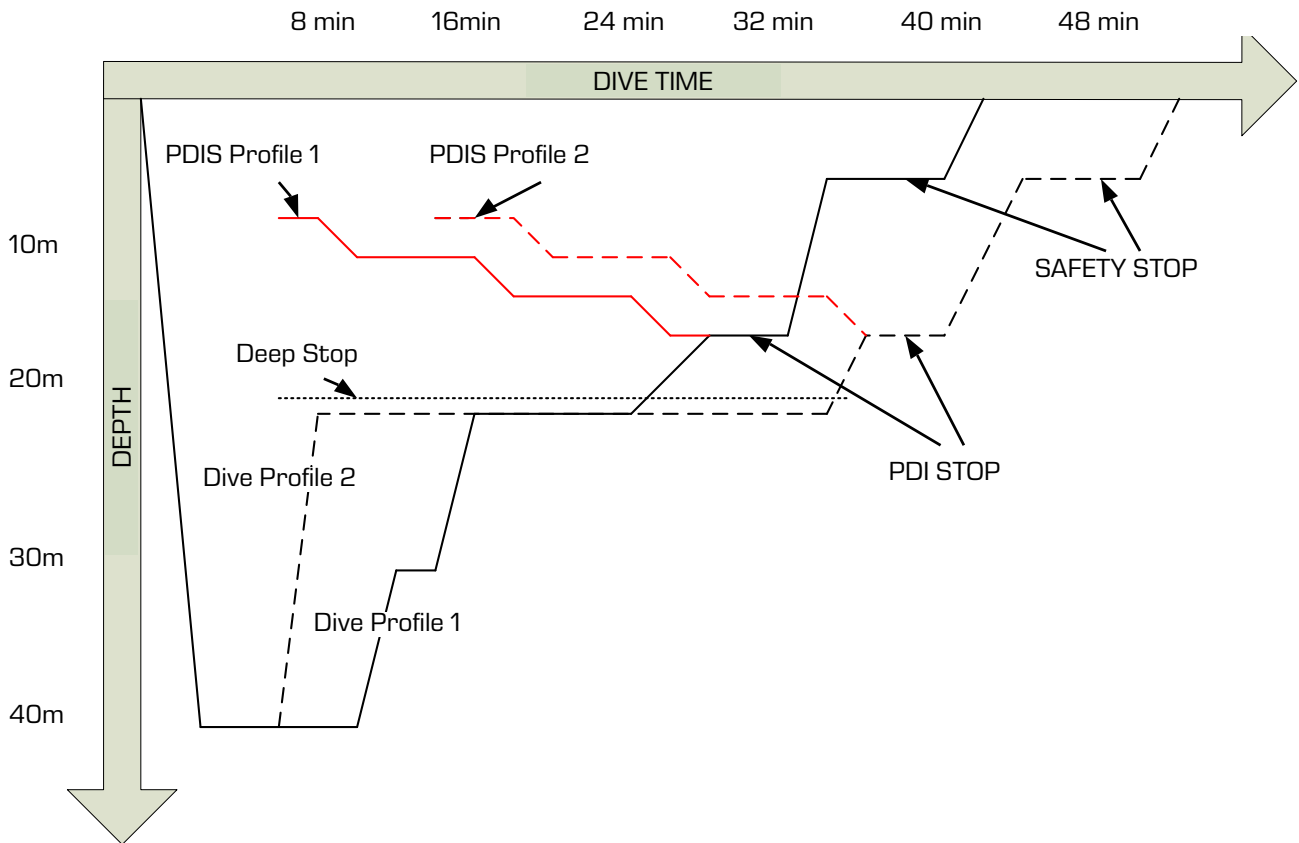 8 min 16min 24 min 32 min 40 min 48 min
DIVE TIME
PDIS Profile 1 PDIS Profile 2
10m
SAFETY STOP
Deep Stop
20m
DEPTH
PDI STOP
Dive Profile 2
30m
Dive Profile 1
40m